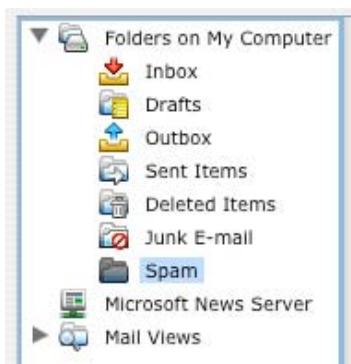 Folders on My Computer
Inbox
Drafts
Outbox
Sent Items
Deleted Items
Junk E-mail
Spam
Microsoft News Server
Mail Views